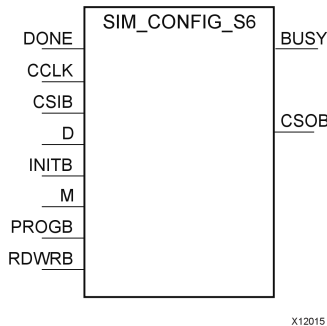 SIM_CONFIG_S6
DONE
BUSY
CCLK
CSIB
CSOB
D
INITB
M
PROGB
RDWRB
X12015